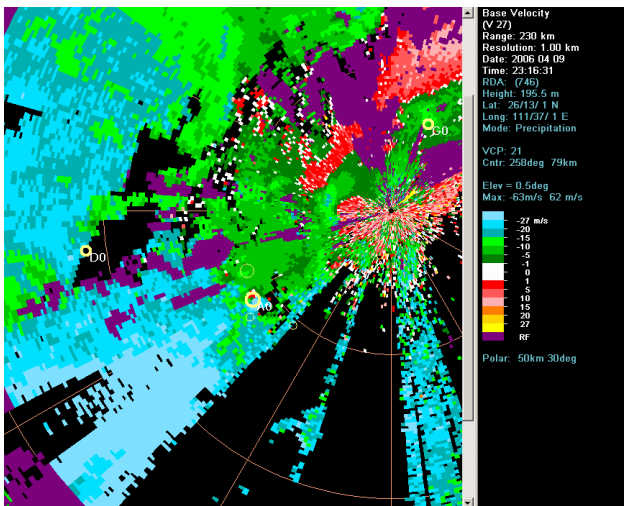 Base Velocity
(V 27)
Range: 230 km
Resolution: 1.00 km
Date: 2006 04 09
Time: 23:16:31
RDA: (746)
Height: 195.5 m
Lat: 26/13/ 1 N
Long: 111/37/ 1 E
Mode: Precipitation
VCP: 21
Cntr: 258deg 79km
Elev = 0.5deg
Max: -63m/s 62 m/s
-27 m/s
-20
-15
-10
-5
-1
0
1
5
10
15
20
27
RF
Polar: 50km 30deg
G0
D0
A0